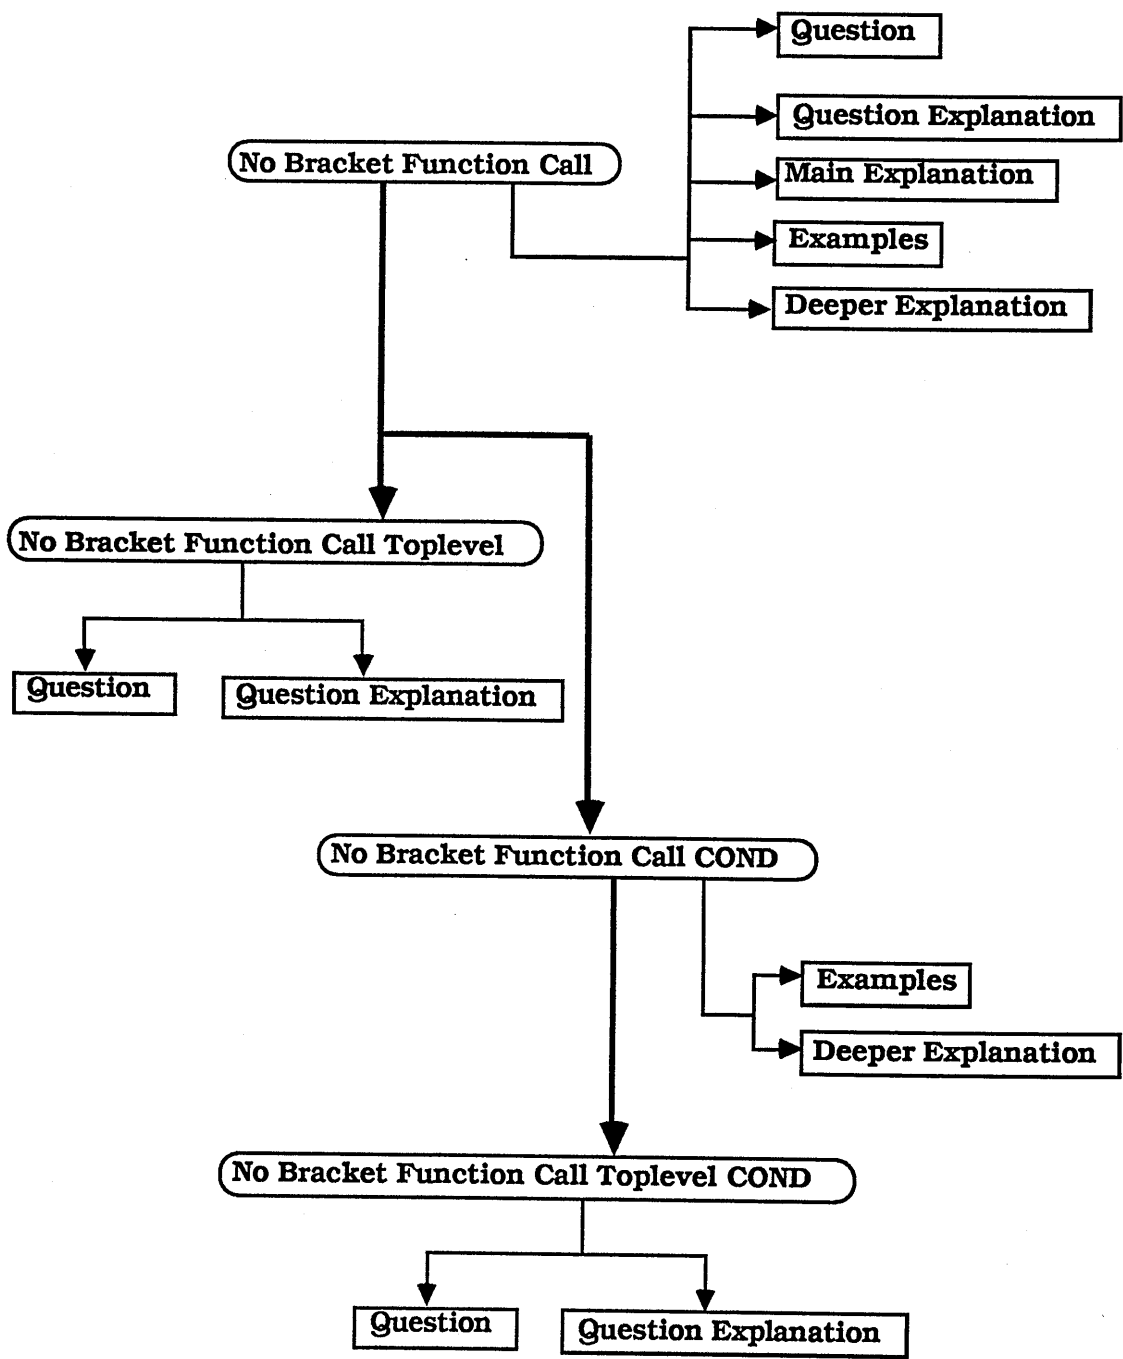 Question
Question Explanation
No Bracket Function Call
Main Explanation
Examples
Deeper Explanation
No Bracket Function Call Toplevel
Question
Question Explanation
No Bracket Function Call COND
Examples
Deeper Explanation
No Bracket Function Call Toplevel COND
Question
Question Explanation